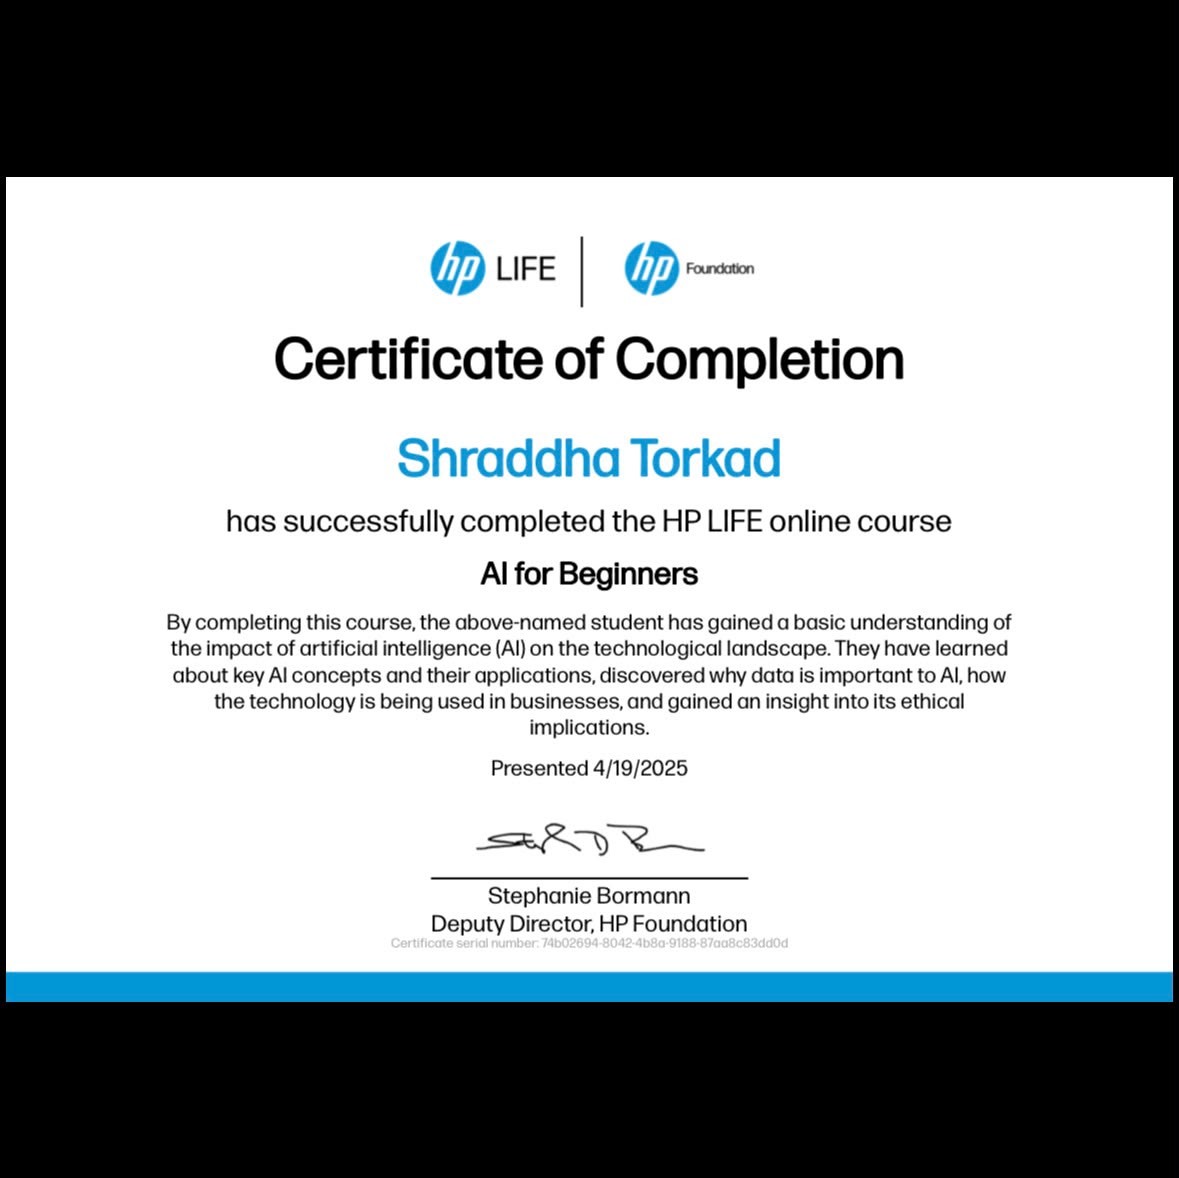 hp LIFE | hp Foundation
Certificate of Completion
Shraddha Torkad
has successfully completed the HP LIFE online course
AI for Beginners
By completing this course, the above-named student has gained a basic understanding of
the impact of artificial intelligence (AI) on the technological landscape. They have learned
about key AI concepts and their applications, discovered why data is important to AI, how
the technology is being used in businesses, and gained an insight into its ethical
implications.
Presented 4/19/2025
Stephanie Bormann
Deputy Director, HP Foundation
Certificate serial number: 74b02694-8042-4b8a-9188-87aa8c83dd0d